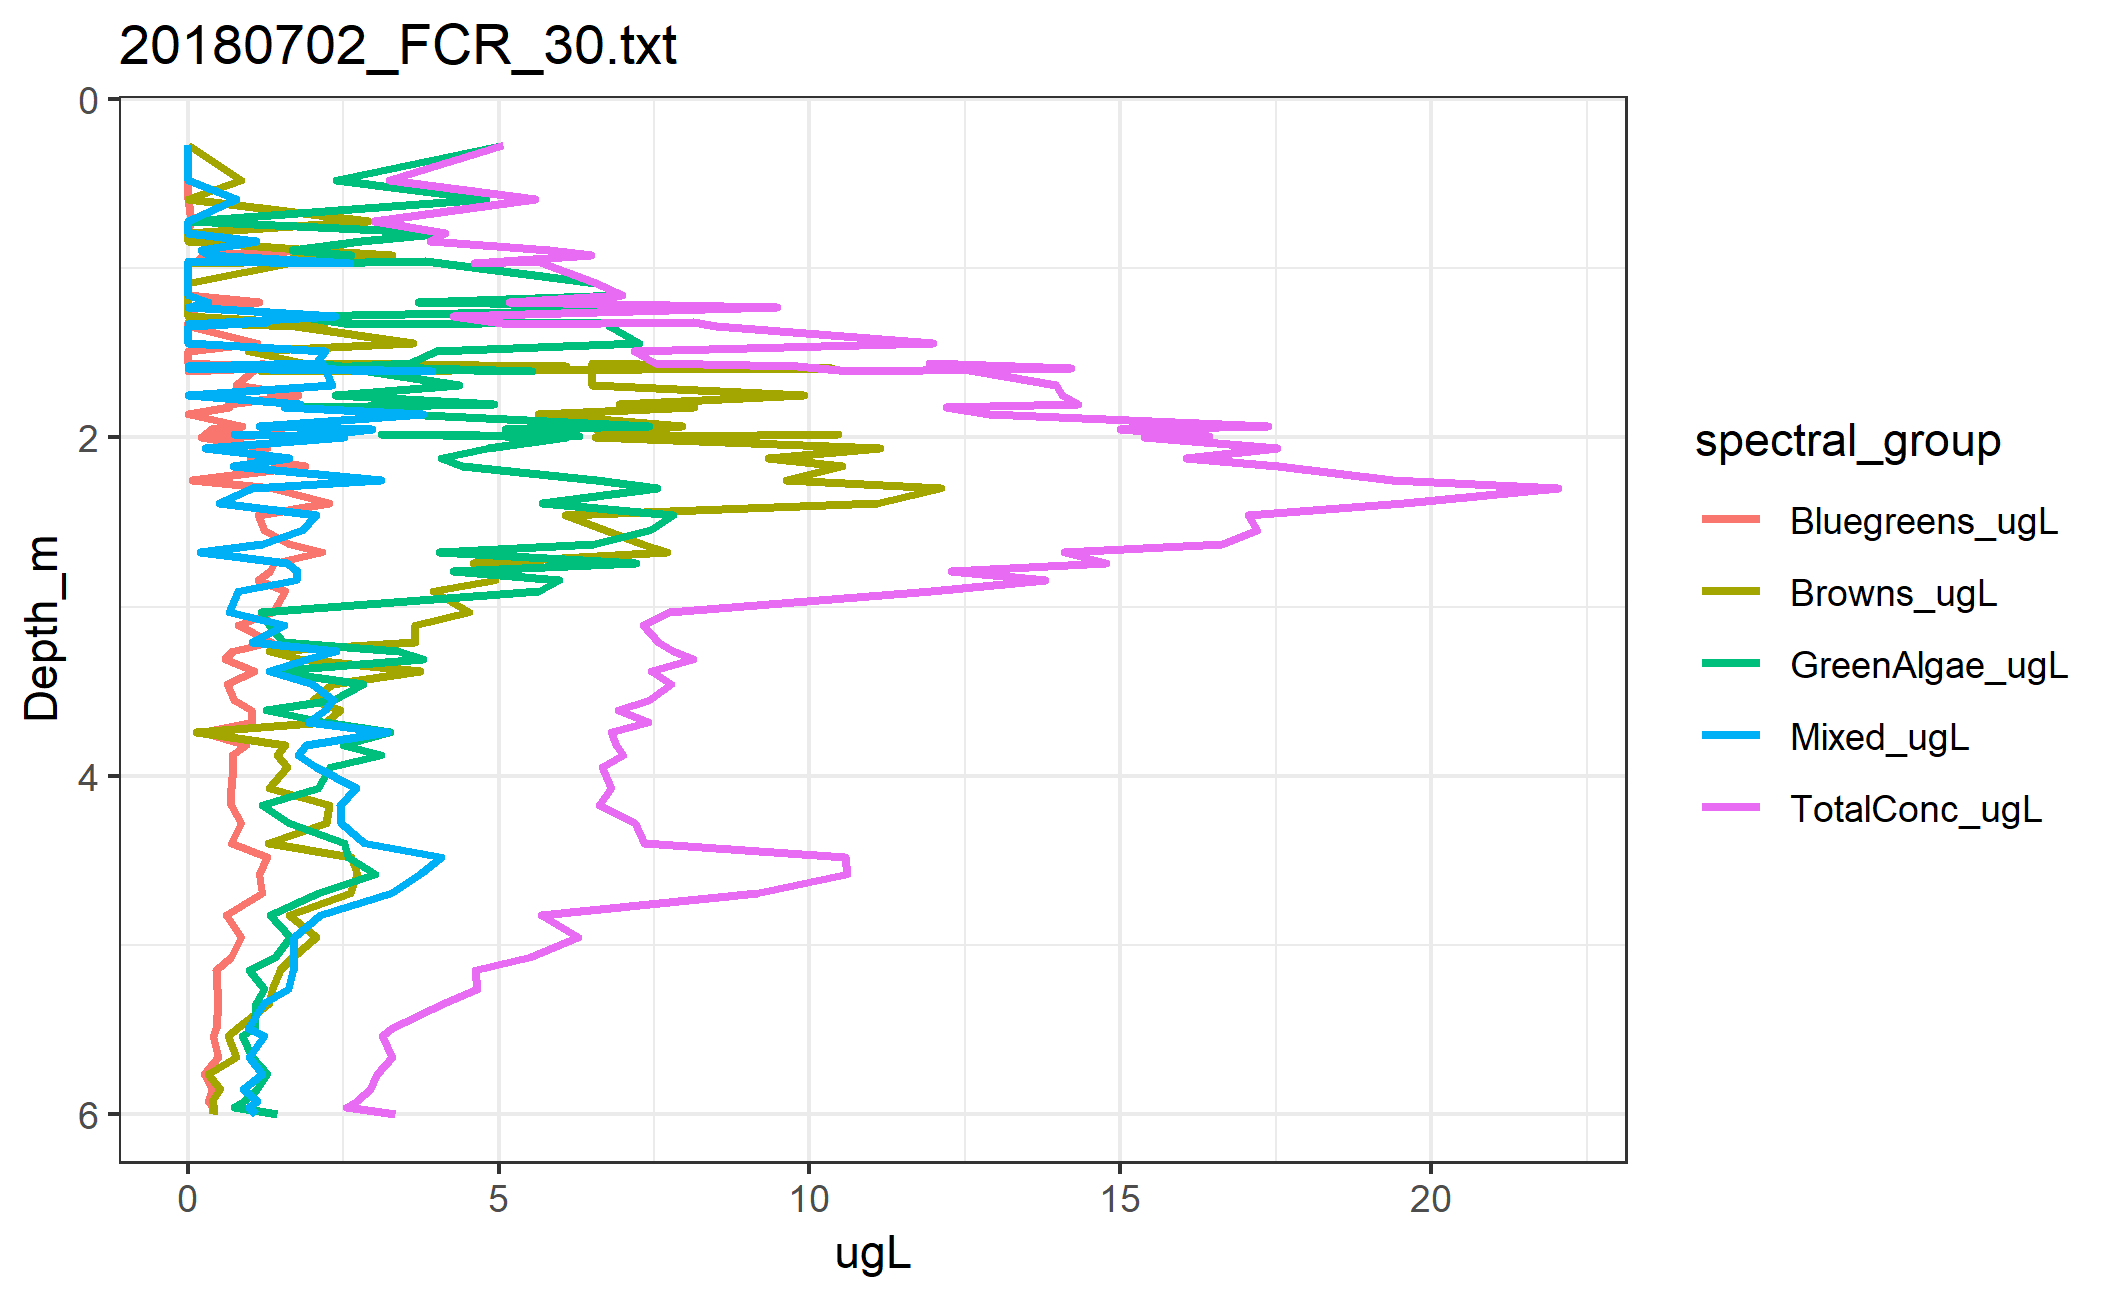 20180702_FCR_30.txt
0
2
4
6
Depth_m
0 5 10 15 20
ugL
spectral_group
Bluegreens_ugL
Browns_ugL
GreenAlgae_ugL
Mixed_ugL
TotalConc_ugL